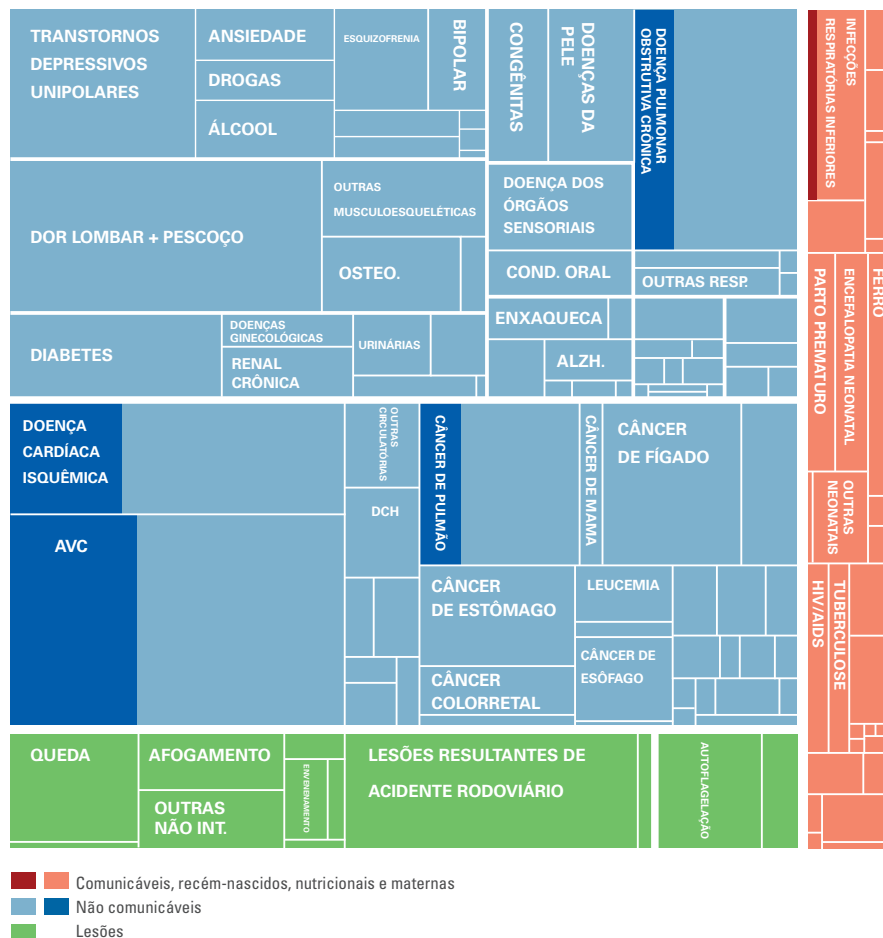 TRANSTORNOS
DEPRESSIVOS
UNIPOLARES
ANSIEDADE
DROGAS
ÁLCOOL
ESQUIZOFRENIA
BIPOLAR
CONGÊNITAS
DOENÇAS DA
PELE
DOENÇA PULMONAR
OBSTRUTIVA CRÔNICA
INFECÇÕES
RESPIRATÓRIAS INFERIORES
DOR LOMBAR + PESCOÇO
OUTRAS
MUSCULOESQUELÉTICAS
OSTEO.
DOENÇA DOS
ÓRGÃOS
SENSORIAIS
COND. ORAL
OUTRAS RESP.
ENXAQUECA
ALZH.
DIABETES
DOENÇAS
GINECOLÓGICAS
RENAL
CRÔNICA
URINÁRIAS
PARTO PREMATURO
ENCEFALOPATIA NEONATAL
FERRO
DOENÇA
CARDÍACA
ISQUÊMICA
OUTRAS
CIRCULATÓRIAS
CÂNCER DE PULMÃO
CÂNCER DE MAMA
CÂNCER
DE FÍGADO
OUTRAS
NEONATAIS
AVC
DCH
CÂNCER
DE ESTÔMAGO
LEUCEMIA
CÂNCER DE
ESÔFAGO
CÂNCER
COLORRETAL
HIV/AIDS
TUBERCULOSE
QUEDA
AFOGAMENTO
OUTRAS
NÃO INT.
ENVENENAMENTO
LESÕES RESULTANTES DE
ACIDENTE RODOVIÁRIO
AUTOFLAGELAÇÃO
Comunicáveis, recém-nascidos, nutricionais e maternas
Não comunicáveis
Lesões